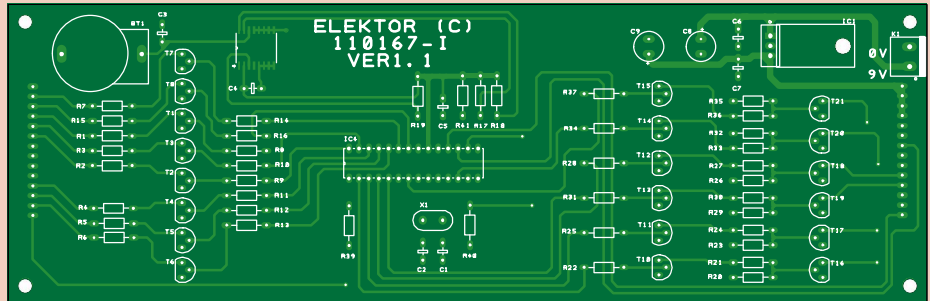 ELEKTOR (C)
110167-I
VER1.1
BT1
C3
C6
IC1
C9
C8
K1
0V
9V
T7
C6
C7
R37
T15
R35
T21
T8
R7
R14
R36
R15
T1
R19
C5
R41 R17 R18
R34
T14
R32
T20
R1
R16
IC4
R33
R3
T3
R8
R28
T12
R27
T18
R2
R10
R26
T2
R9
R31
T13
R30
T19
R11
R4
T4
R12
X1
R29
R5
R13
R25
T11
R24
T17
R6
T5
R39
R40
R23
C2 C1
T6
R22
T10
R21
T16
R20